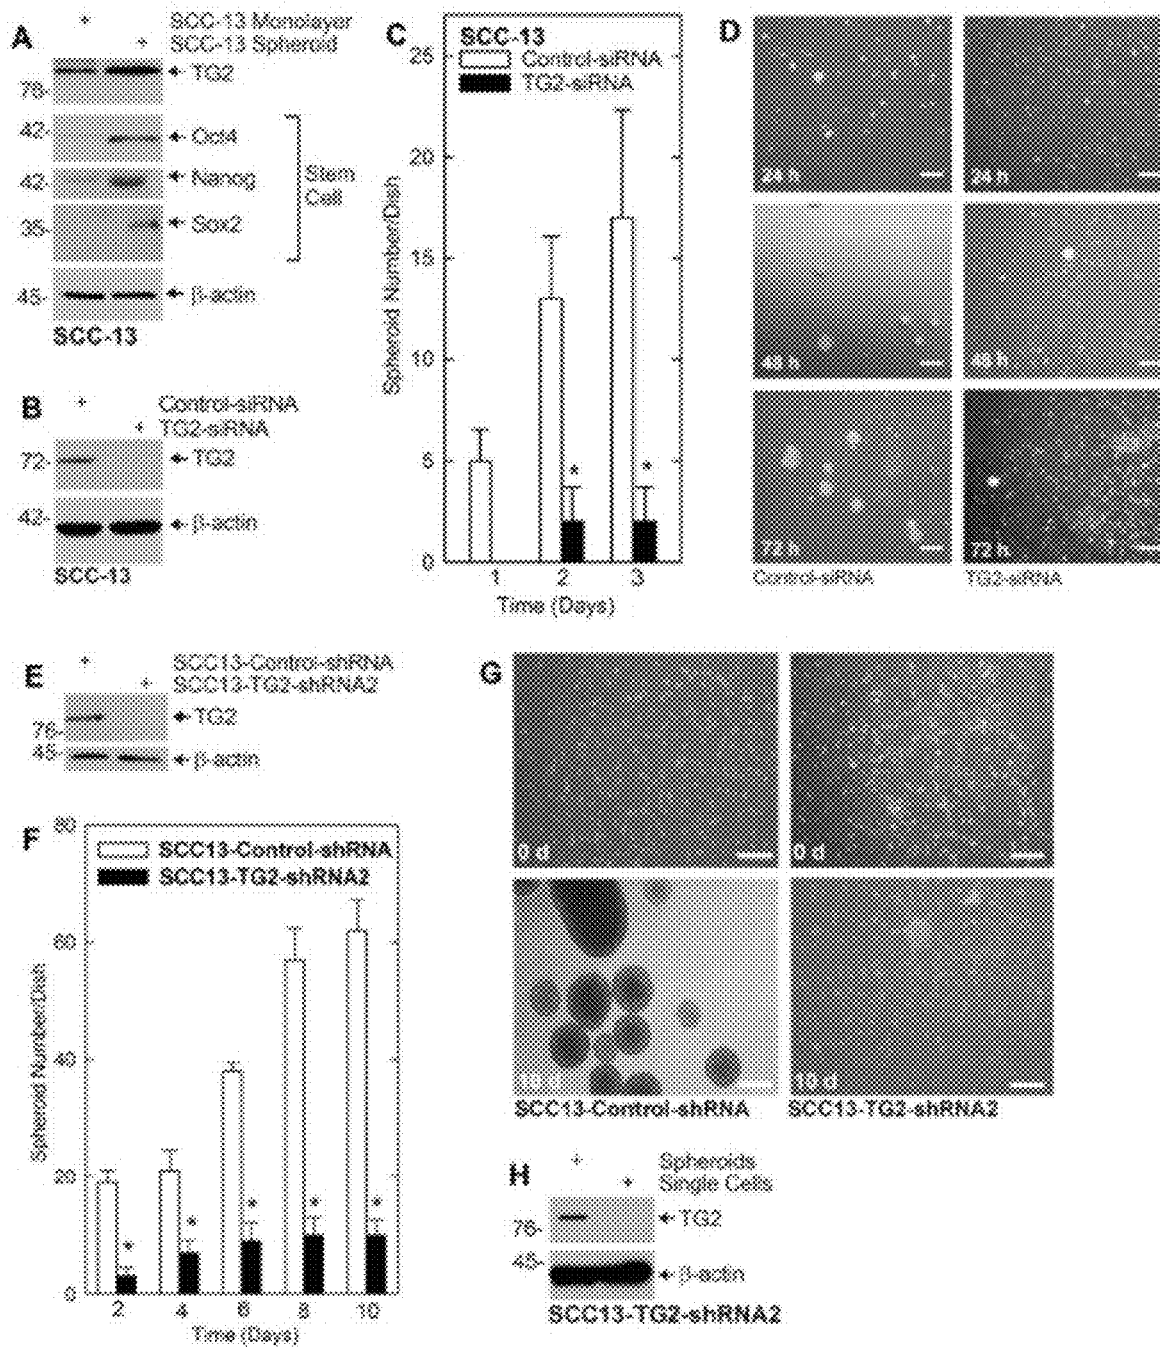 A
+ SCC-13 Monolayer
+ SCC-13 Spheroid
76-
TG2
42-
Oct4
42-
Nanog
35-
Sox2
Stem
Cell
45-
β-actin
SCC-13
B
+ Control-siRNA
+ TG2-siRNA
72-
TG2
42-
β-actin
SCC-13
C
SCC-13
Control-siRNA
TG2-siRNA
25
20
15
10
5
0
Spheroid Number/Dish
* *
1 2 3
Time (Days)
D
24 h 24 h
48 h 48 h
72 h 72 h
Control-siRNA TG2-siRNA
E
+ SCC13-Control-shRNA
+ SCC13-TG2-shRNA2
76-
TG2
45-
β-actin
F
SCC13-Control-shRNA
SCC13-TG2-shRNA2
80
60
40
20
0
Spheroid Number/Dish
* * * * *
2 4 6 8 10
Time (Days)
G
0 d 0 d
10 d 10 d
SCC13-Control-shRNA SCC13-TG2-shRNA2
H
+ Spheroids
+ Single Cells
76-
TG2
45-
β-actin
SCC13-TG2-shRNA2